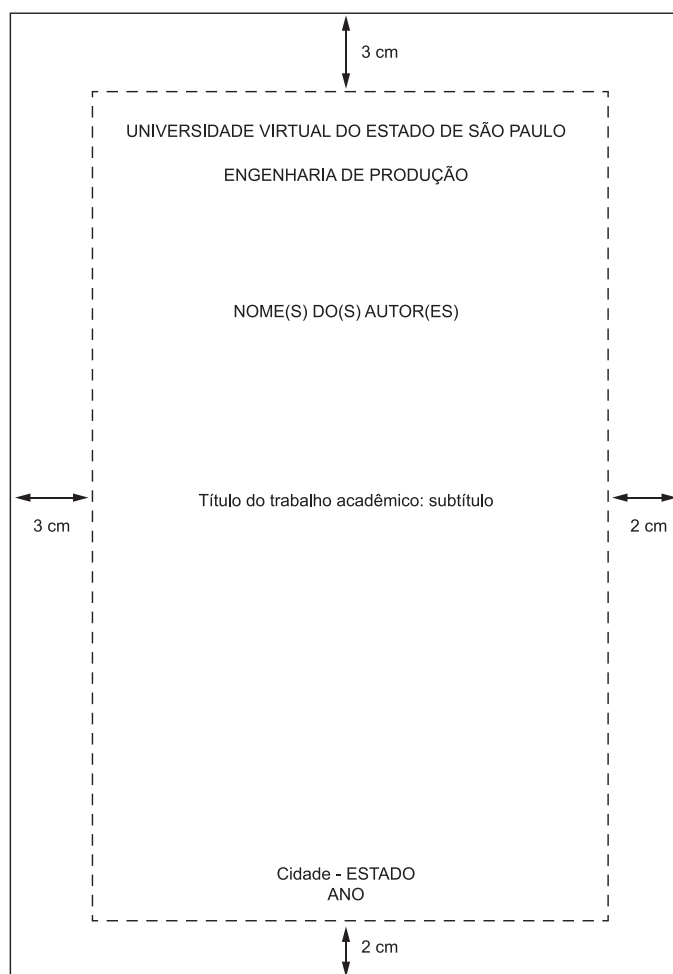 3 cm
UNIVERSIDADE VIRTUAL DO ESTADO DE SÃO PAULO
ENGENHARIA DE PRODUÇÃO
NOME(S) DO(S) AUTOR(ES)
Título do trabalho acadêmico: subtítulo
3 cm
2 cm
Cidade - ESTADO
ANO
2 cm